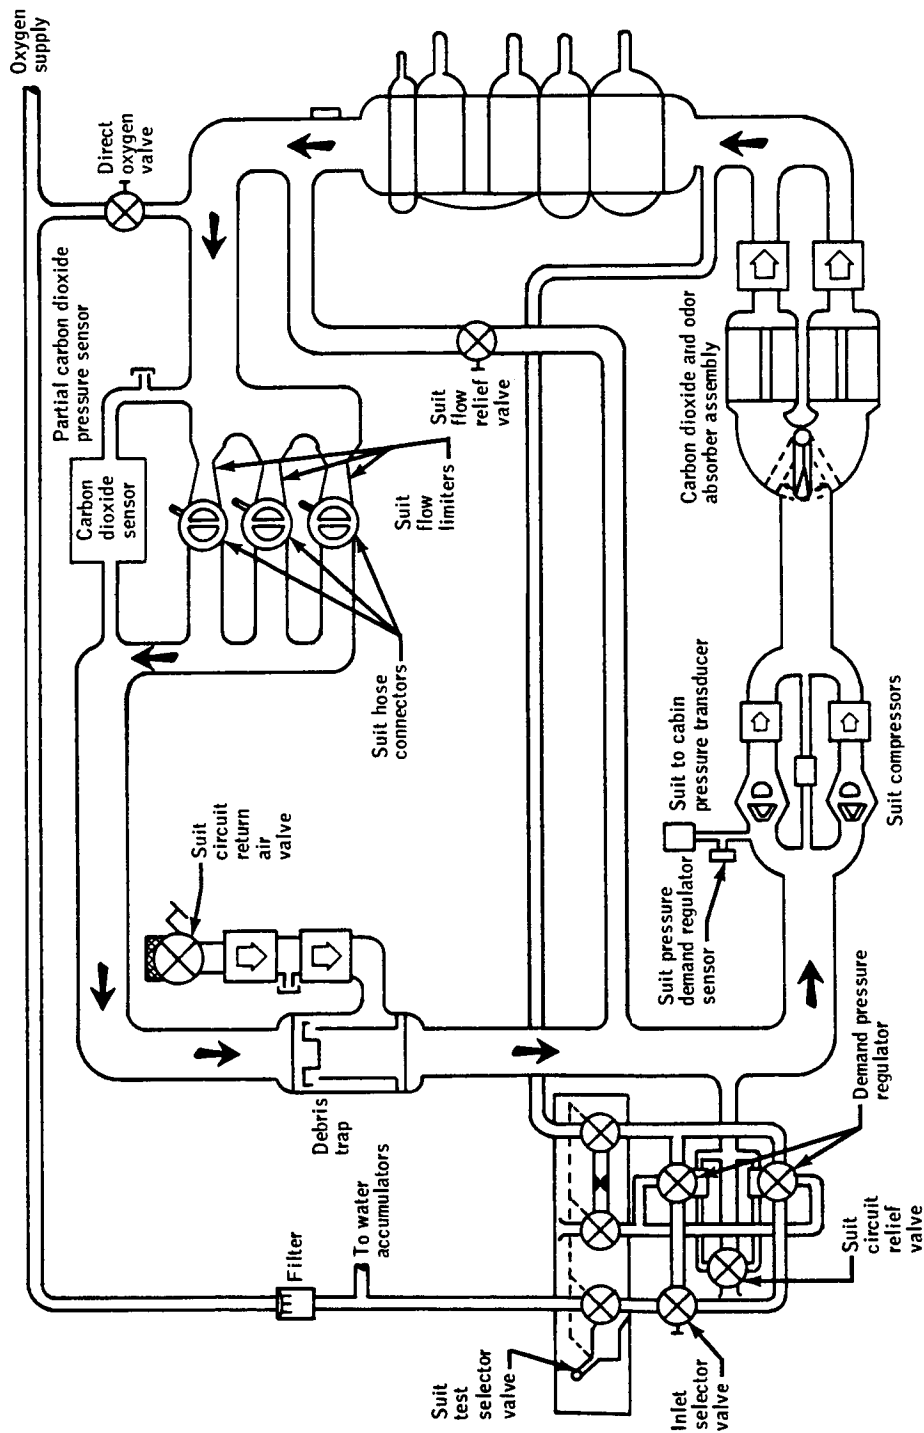 Oxygen
supply
Direct
oxygen
valve
Partial carbon dioxide
pressure sensor
Carbon
dioxide
sensor
Suit
flow
limiters
Suit
flow
relief
valve
Suit hose
connectors
Carbon dioxide and odor
absorber assembly
Suit
circuit
return
air
valve
Suit to cabin
pressure transducer
Suit compressors
Suit pressure
demand regulator
sensor
Debris
trap
Filter
To water
accumulators
Demand pressure
regulator
Suit
circuit
relief
valve
Suit
test
selector
valve
Inlet
selector
valve